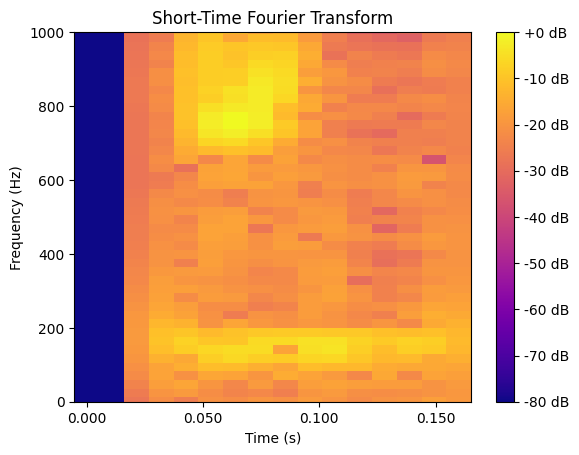 Short-Time Fourier Transform
1000
800
600
400
200
0
Frequency (Hz)
0.000
0.050
0.100
0.150
Time (s)
+0 dB
-10 dB
-20 dB
-30 dB
-40 dB
-50 dB
-60 dB
-70 dB
-80 dB